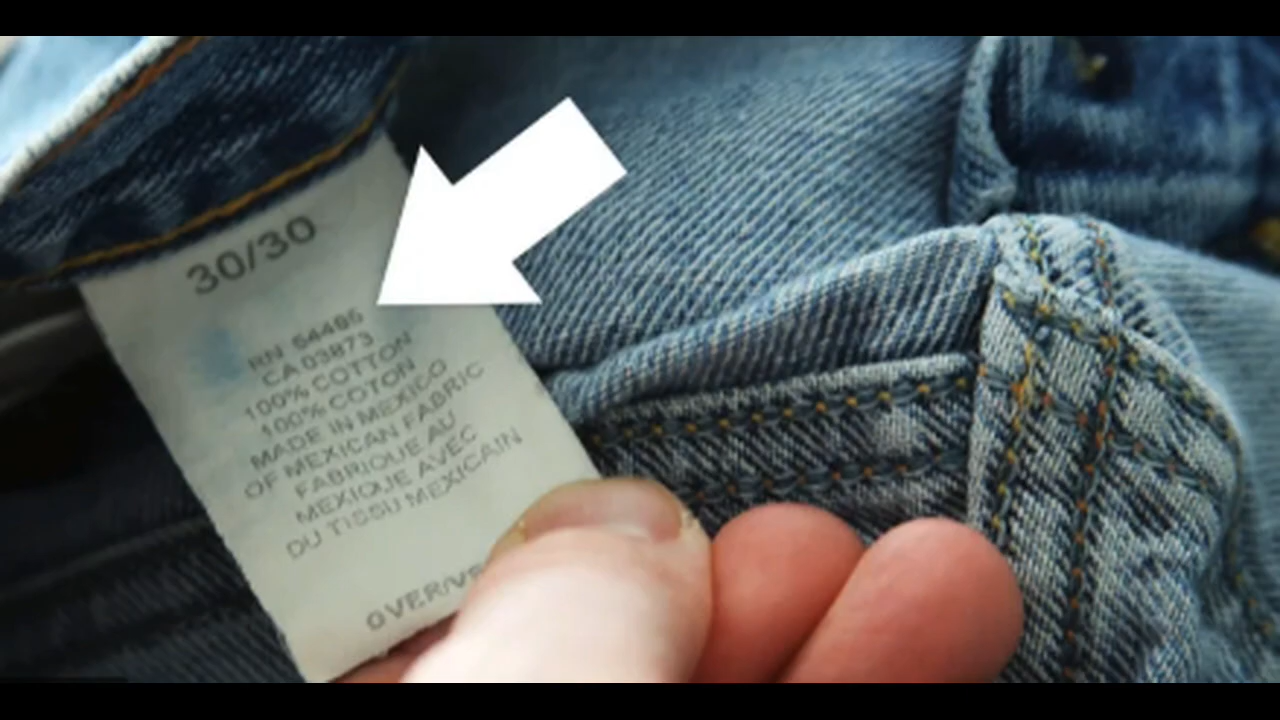 30/30
RN 54485
CA 03873
100% COTTON
100% COTON
MADE IN MEXICO
OF MEXICAN FABRIC
FABRIQUE AU
MEXIQUE AVEC
DU TISSU MEXICAIN